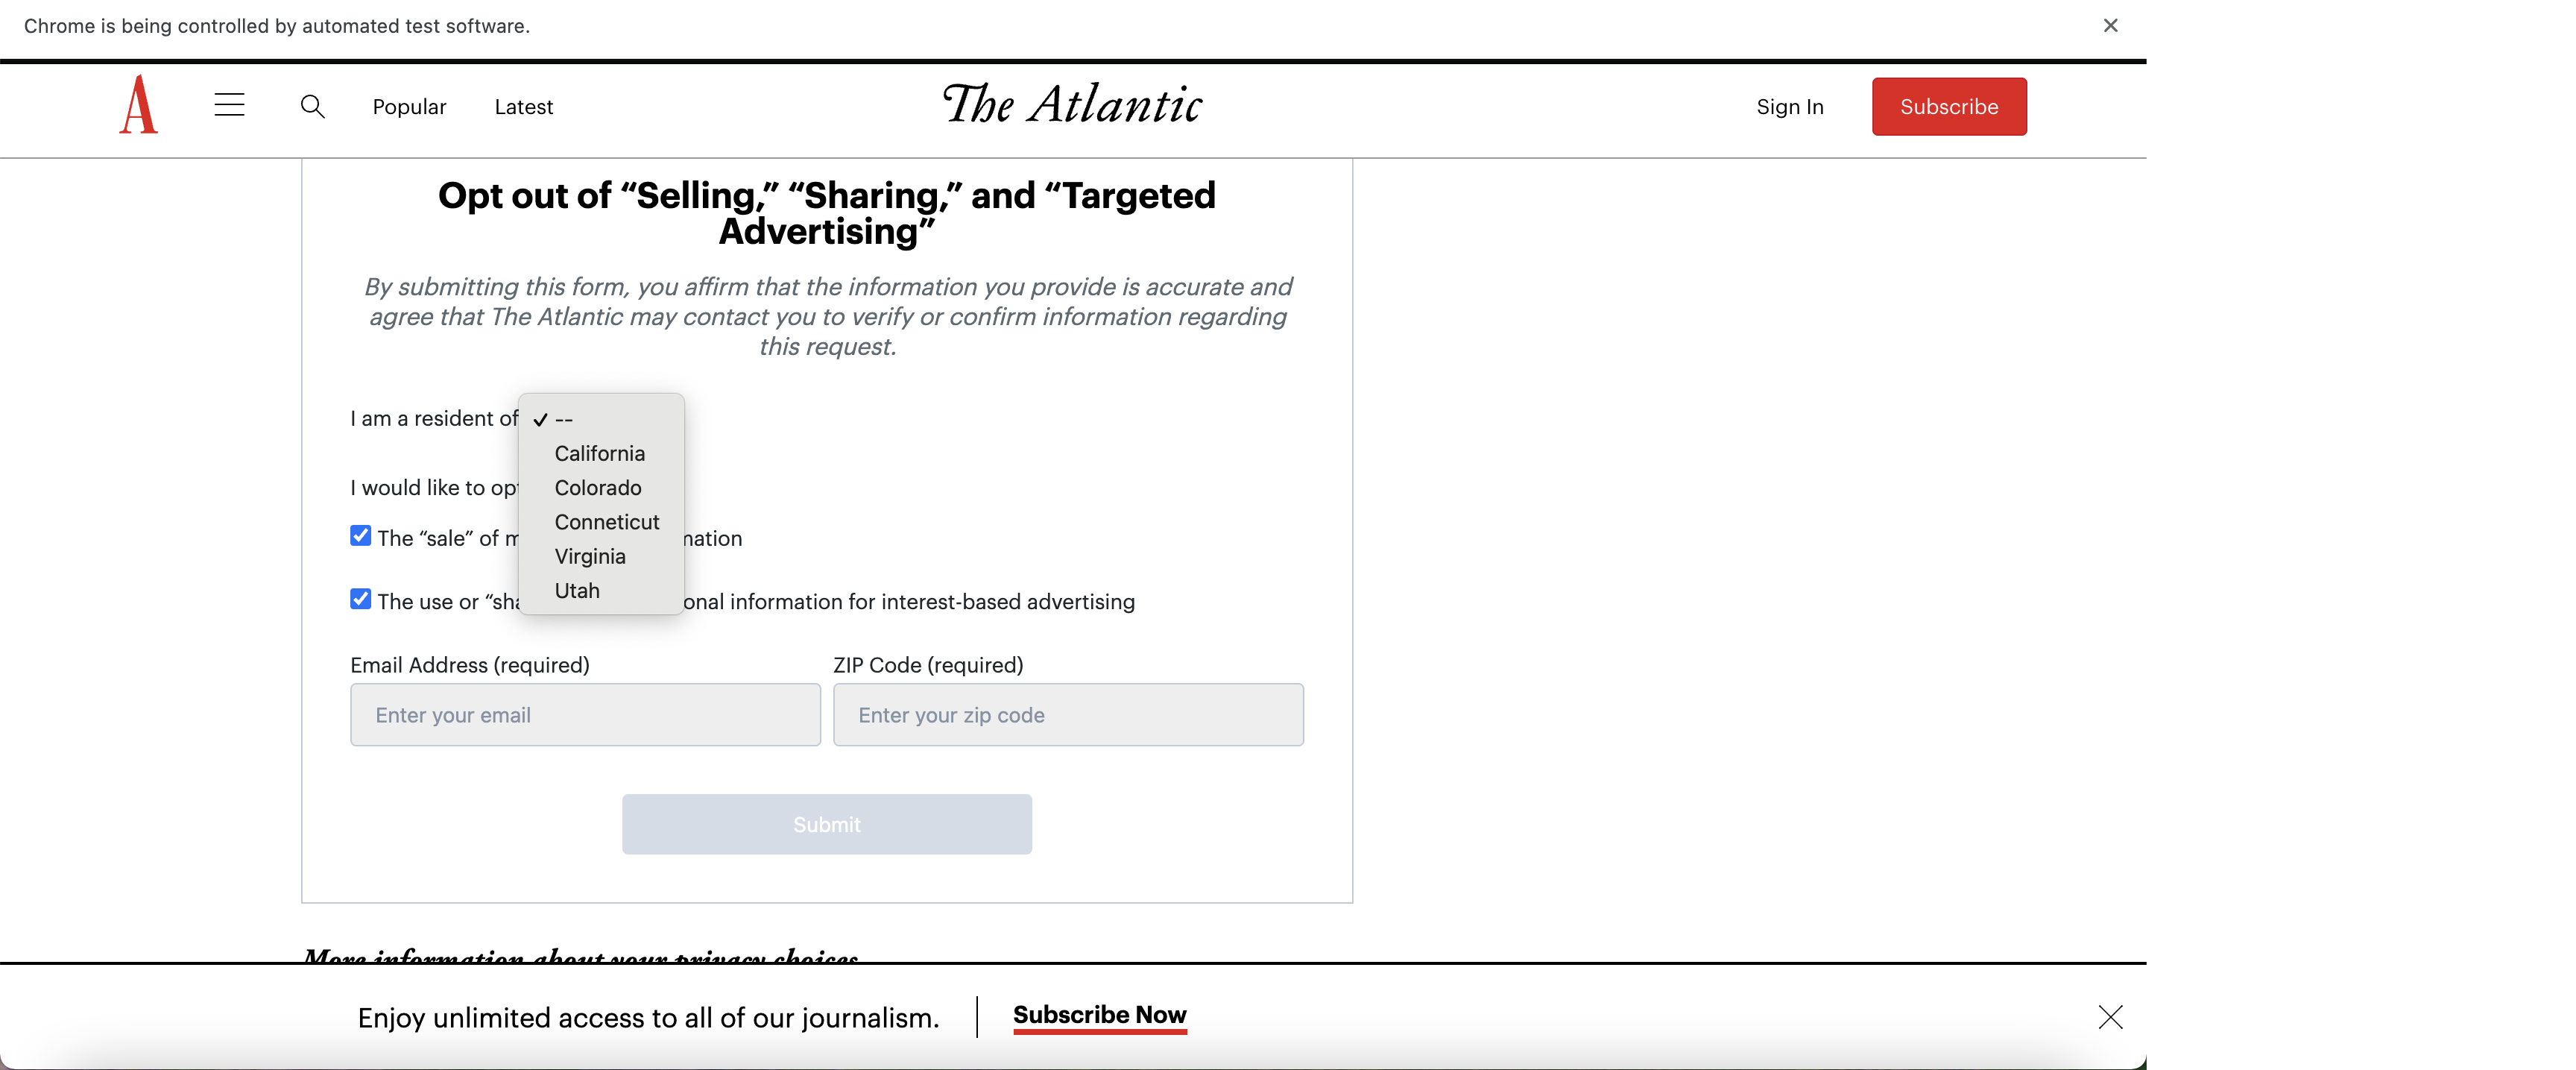 Chrome is being controlled by automated test software.
A
Popular
Latest
The Atlantic
Sign In
Subscribe
Opt out of “Selling,” “Sharing,” and “Targeted
Advertising”
By submitting this form, you affirm that the information you provide is accurate and
agree that The Atlantic may contact you to verify or confirm information regarding
this request.
I am a resident of
✓ --
California
Colorado
Conneticut
Virginia
Utah
I would like to opt
The “sale” of m mation
The use or “sha onal information for interest-based advertising
Email Address (required)
ZIP Code (required)
Enter your email
Enter your zip code
Submit
More information about your privacy choices
Enjoy unlimited access to all of our journalism.
Subscribe Now